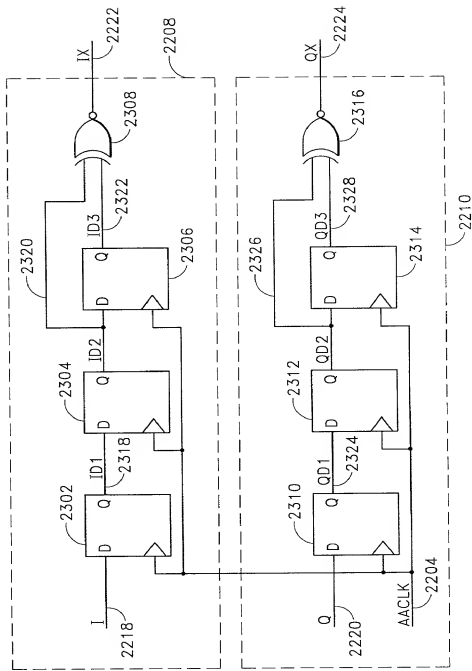 2208
2320
2304
2306
2308
2302
IX
2222
ID1
ID2
ID3
D
Q
D
Q
D
Q
2318
2322
I
2218
2326
2312
2314
2316
2310
QX
2224
QD1
QD2
QD3
D
Q
D
Q
D
Q
2324
2328
Q
2220
AACLK
2204
2210